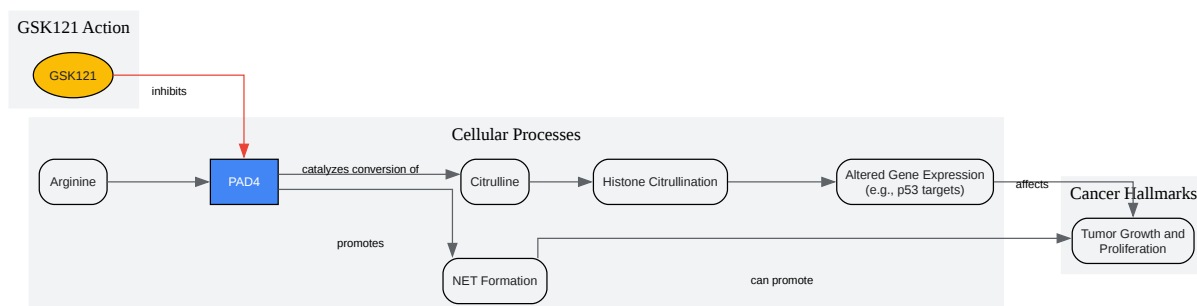 GSK121 Action
GSK121
inhibits
Cellular Processes
Arginine
PAD4
catalyzes conversion of
Citrulline
Histone Citrullination
Altered Gene Expression
(e.g., p53 targets)
affects
Cancer Hallmarks
Tumor Growth and
Proliferation
promotes
NET Formation
can promote